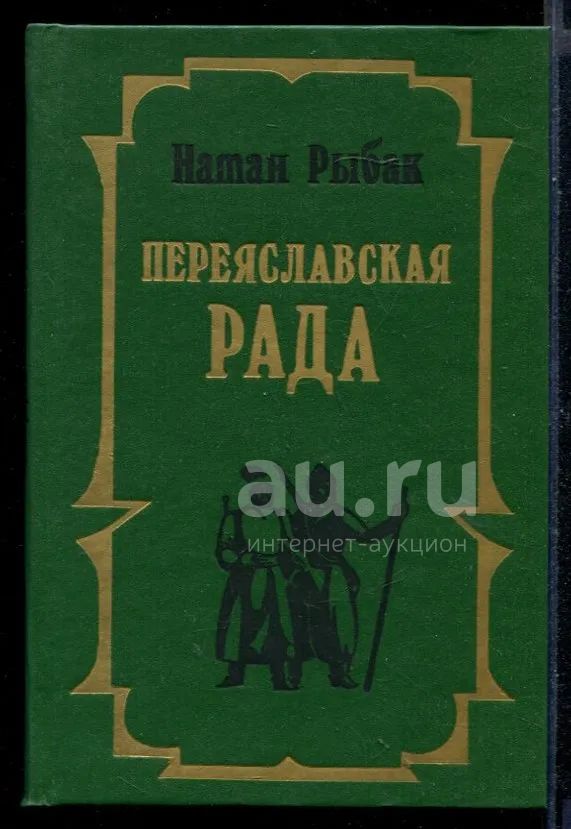 Натан Рыбак
ПЕРЕЯСЛАВСКАЯ
РАДА
au.ru
интернет-аукцион